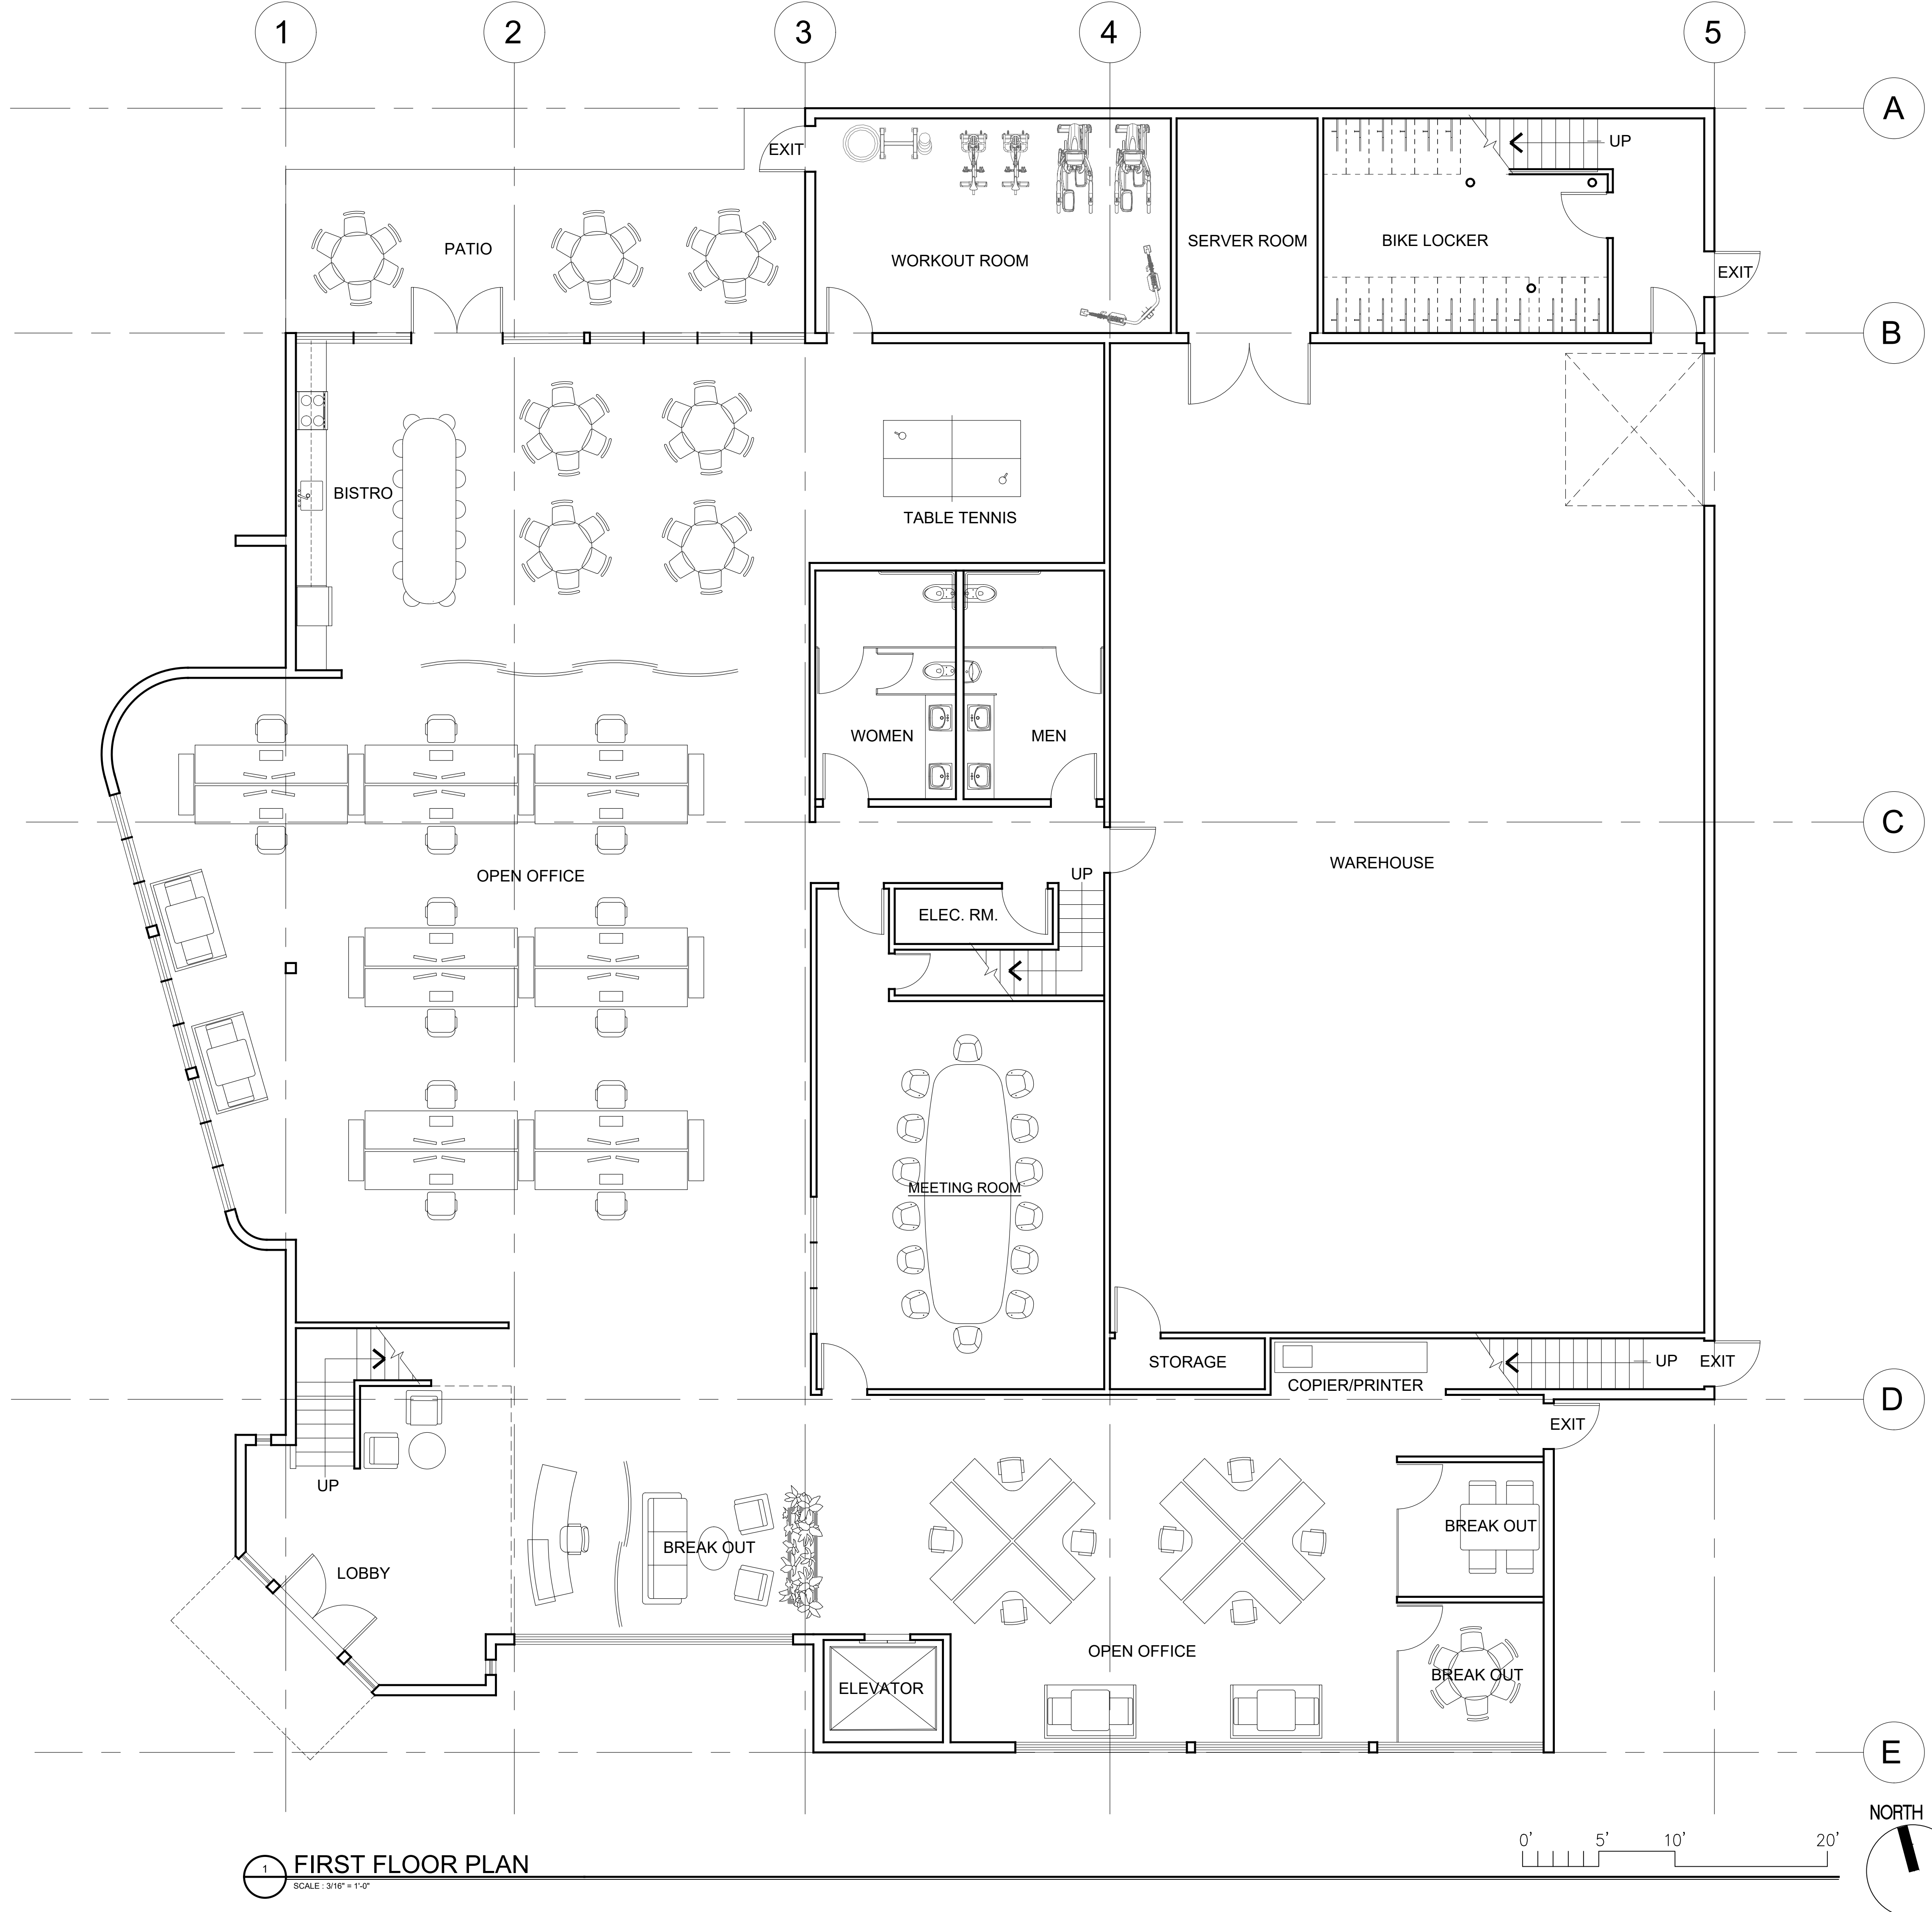 1 2 3 4 5
A
EXIT
UP
PATIO
WORKOUT ROOM
SERVER ROOM
BIKE LOCKER
EXIT
B
BISTRO
TABLE TENNIS
WOMEN
MEN
C
OPEN OFFICE
WAREHOUSE
UP
ELEC. RM.
MEETING ROOM
STORAGE
COPIER/PRINTER
UP
EXIT
D
EXIT
UP
BREAK OUT
BREAK OUT
LOBBY
OPEN OFFICE
ELEVATOR
BREAK OUT
E
NORTH
0' 5' 10' 20'
1 FIRST FLOOR PLAN
SCALE : 3/16" = 1'-0"